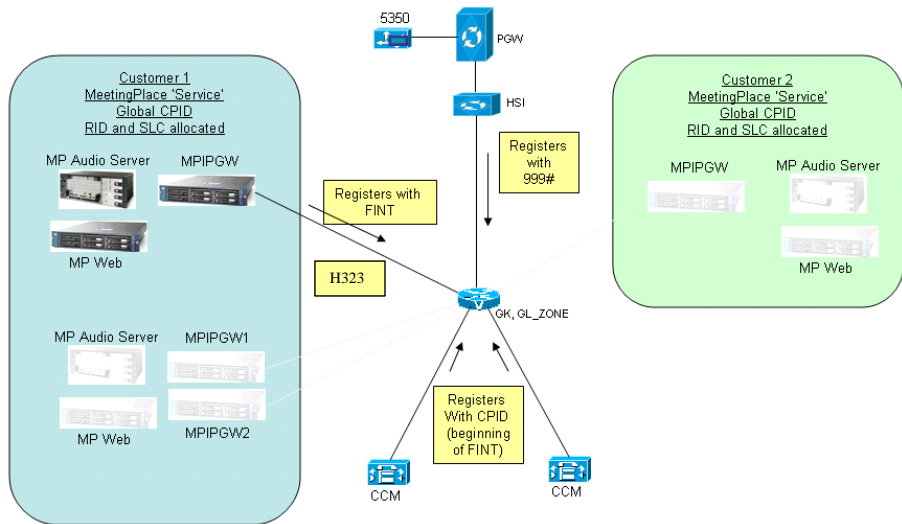 5350
PGW
HSI
Customer 1
MeetingPlace 'Service'
Global CPID
RID and SLC allocated
MP Audio Server
MPIPGW
MP Web
MP Audio Server
MPIPGW1
MP Web
MPIPGW2
Registers with
FINT
H323
Registers
with
999#
Customer 2
MeetingPlace 'Service'
Global CPID
RID and SLC allocated
MPIPGW
MP Audio Server
MP Web
V
GK, GL_ZONE
Registers
With CPID
(beginning
of FINT)
CCM
CCM